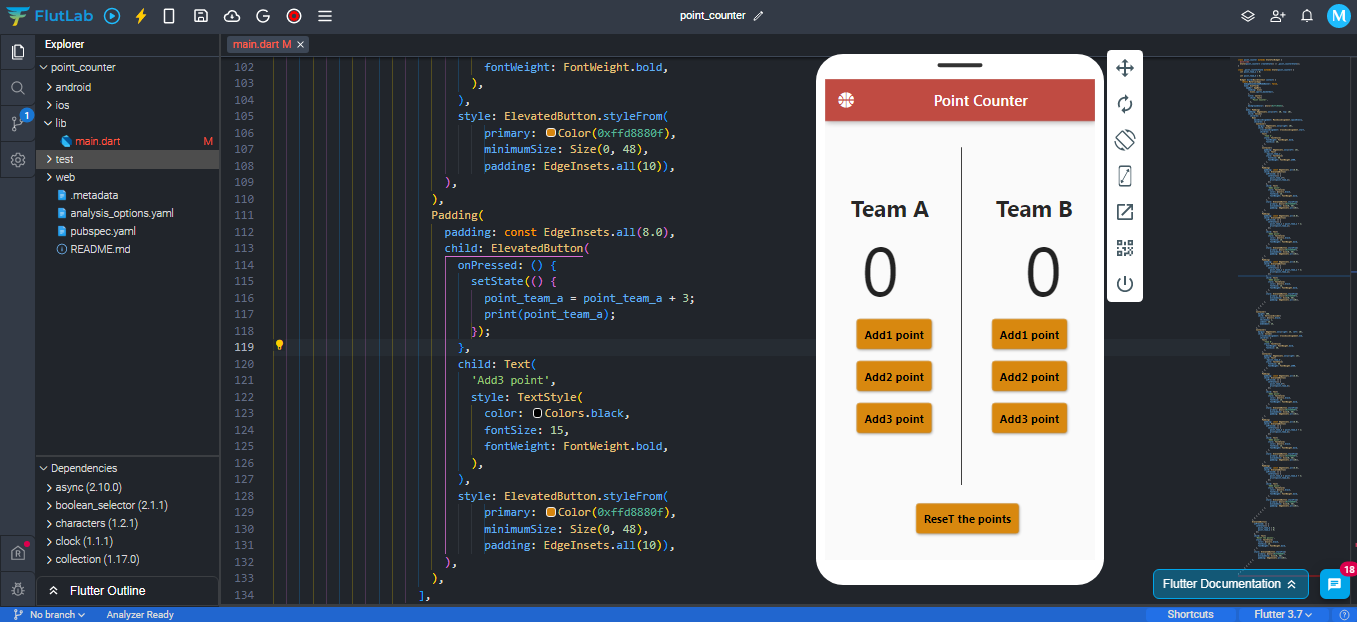 FlutLab
point_counter
M
Explorer
main.dart M ×
point_counter
android
ios
lib
main.dart M
test
web
.metadata
analysis_options.yaml
pubspec.yaml
README.md
1
Dependencies
async (2.10.0)
boolean_selector (2.1.1)
characters (1.2.1)
clock (1.1.1)
collection (1.17.0)
Flutter Outline
102 fontWeight: FontWeight.bold,
103 ),
104 ),
105 style: ElevatedButton.styleFrom(
106 primary: Color(0xffd8880f),
107 minimumSize: Size(0, 48),
108 padding: EdgeInsets.all(10)),
109 ),
110 ),
111 Padding(
112 padding: const EdgeInsets.all(8.0),
113 child: ElevatedButton(
114 onPressed: () {
115 setState(() {
116 point_team_a = point_team_a + 3;
117 print(point_team_a);
118 });
119 },
120 child: Text(
121 'Add3 point',
122 style: TextStyle(
123 color: Colors.black,
124 fontSize: 15,
125 fontWeight: FontWeight.bold,
126 ),
127 ),
128 style: ElevatedButton.styleFrom(
129 primary: Color(0xffd8880f),
130 minimumSize: Size(0, 48),
131 padding: EdgeInsets.all(10)),
132 ),
133 ),
134 ],
Point Counter
Team A Team B
0 0
Add1 point Add1 point
Add2 point Add2 point
Add3 point Add3 point
ReseT the points
Flutter Documentation
18
No branch Analyzer Ready Shortcuts Flutter 3.7